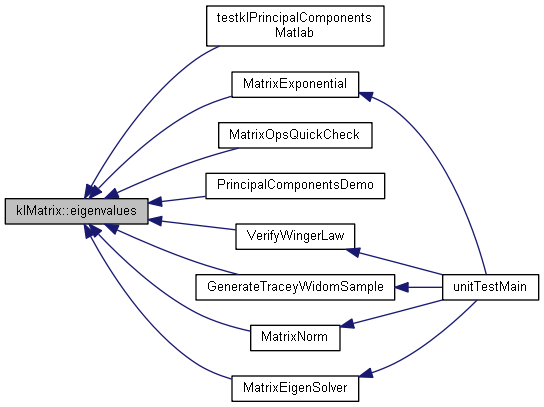 testklPrincipalComponents
Matlab
MatrixExponential
MatrixOpsQuickCheck
PrincipalComponentsDemo
klMatrix::eigenvalues
VerifyWingerLaw
GenerateTraceyWidomSample
unitTestMain
MatrixNorm
MatrixEigenSolver